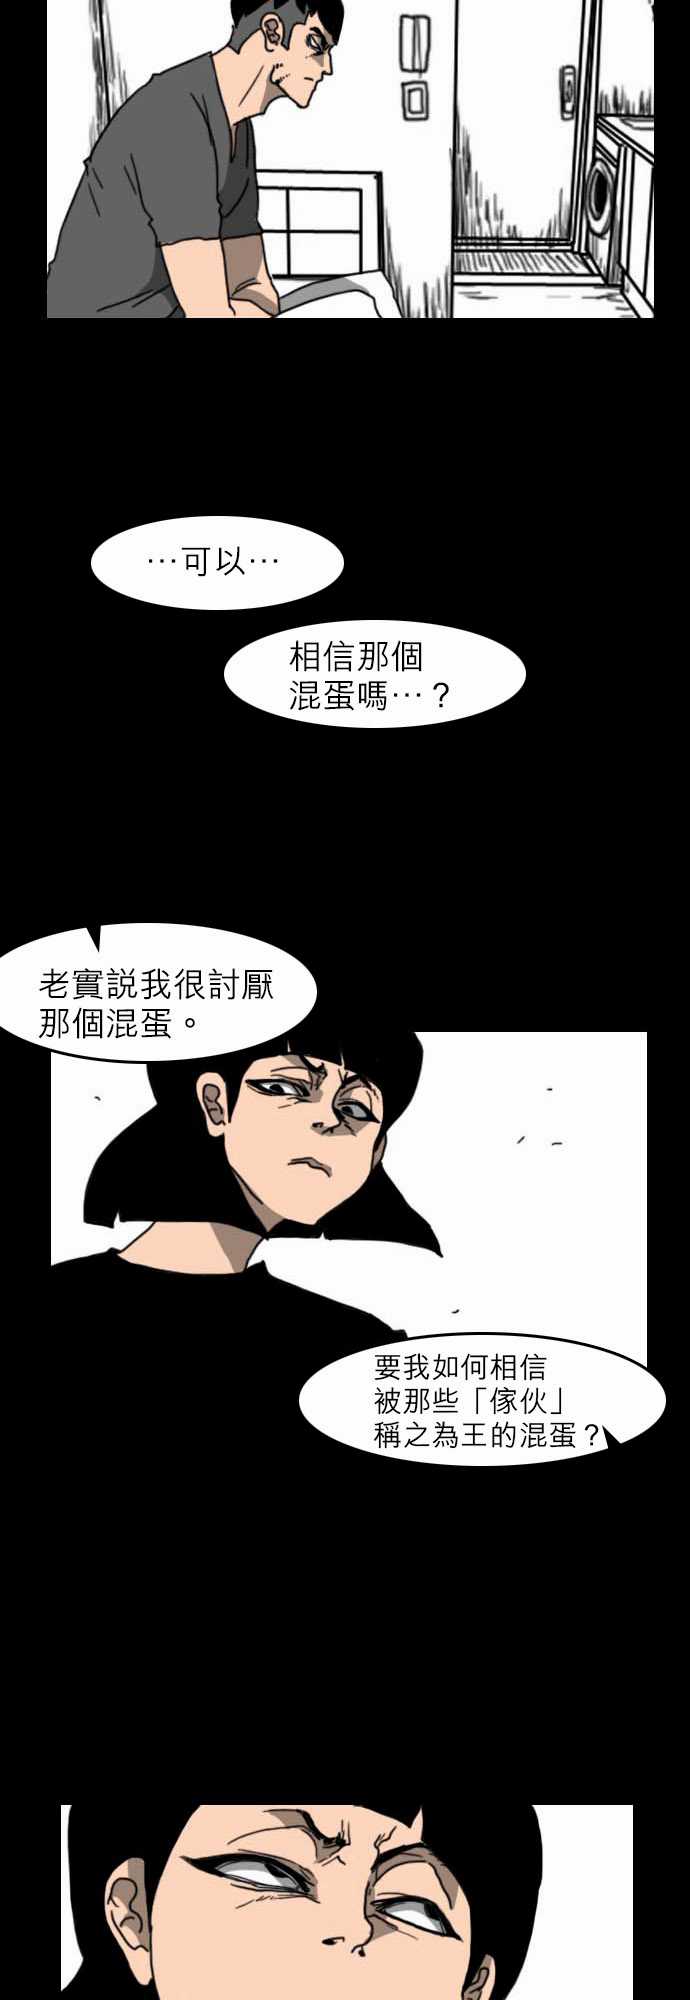 …可以…
相信那個
混蛋嗎…？
老實説我很討厭
那個混蛋。
要我如何相信
被那些「傢伙」
稱之為王的混蛋？